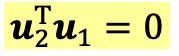 𝒖₂ᵀ𝒖₁ = 0